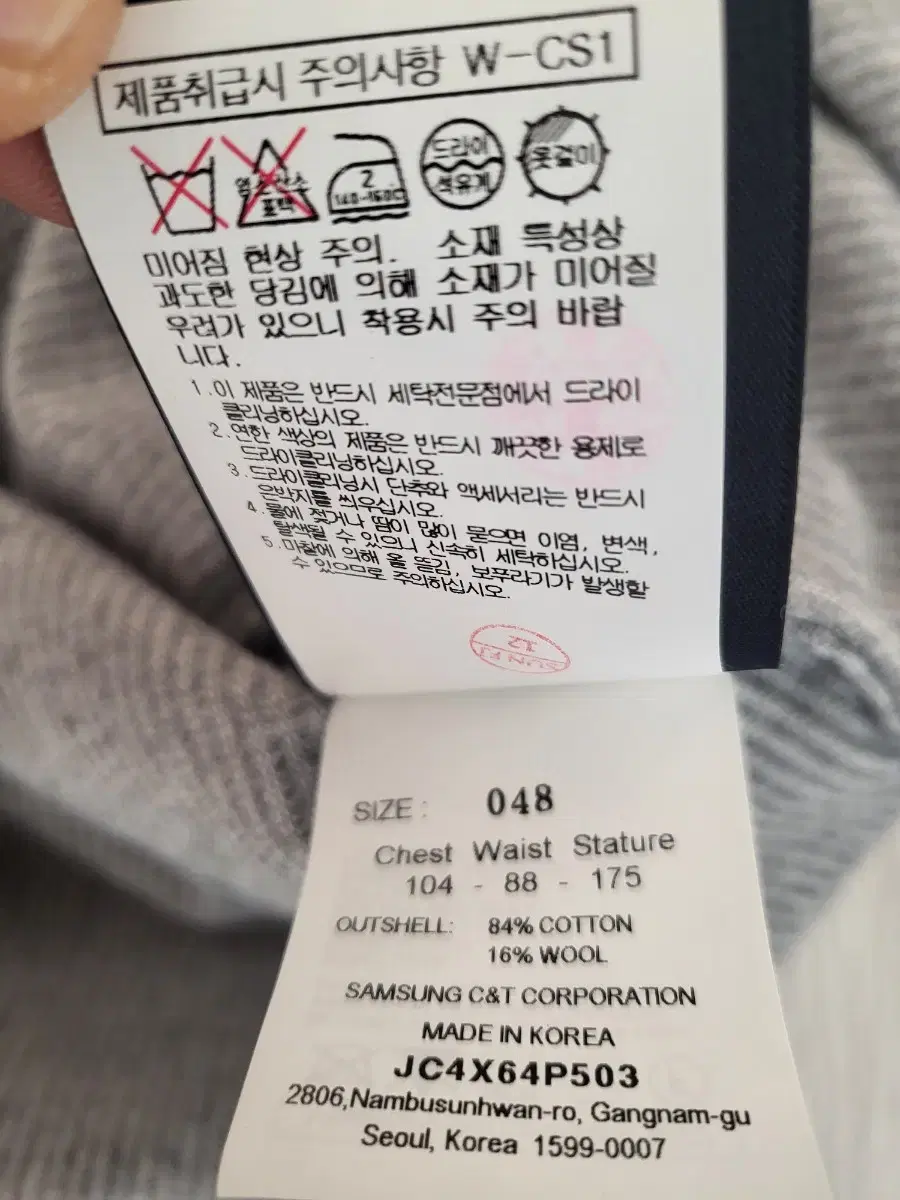 제품취급시 주의사항 W-CS1
염소산소
표백
2
140-160℃
드라이
석유계
옷걸이
미어짐 현상 주의. 소재 특성상
과도한 당김에 의해 소재가 미어질
우려가 있으니 착용시 주의 바랍
니다.
1.이 제품은 반드시 세탁전문점에서 드라이
클리닝하십시오.
2.연한 색상의 제품은 반드시 깨끗한 용제로
드라이클리닝하십시오.
3.드라이클리닝시 단추와 액세서리는 반드시
은박지를 씌우십시오.
4.물에 젖거나 땀이 많이 묻으면 이염, 변색,
탈색될 수 있으니 신속히 세탁하십시오.
5.마찰에 의해 올 뜯김, 보푸라기가 발생할
수 있으므로 주의하십시오.
12
SUN FJ
SIZE : 048
Chest Waist Stature
104 - 88 - 175
OUTSHELL: 84% COTTON
16% WOOL
SAMSUNG C&T CORPORATION
MADE IN KOREA
JC4X64P503
2806,Nambusunhwan-ro, Gangnam-gu
Seoul, Korea 1599-0007